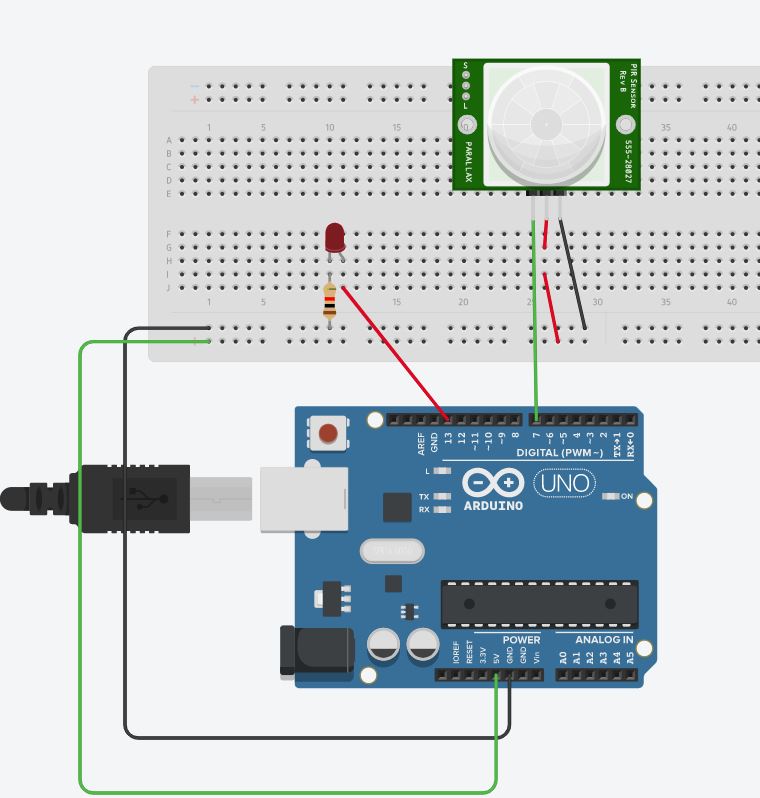 S
L
PARALLAX
PIR SENSOR
REV B
555-28027
1 5 10 15 20 35 40
A
B
C
D
E
F
G
H
I
J
1 5 10 15 20 30 35 40
AREF
GND
13
12
~11
~10
~9
8
7
~6
~5
4
~3
2
TX→1
RX←0
DIGITAL (PWM~)
L
TX
RX
ARDUINO
UNO
ON
POWER
ANALOG IN
IOREF
RESET
3.3V
5V
GND
GND
Vin
A0
A1
A2
A3
A4
A5